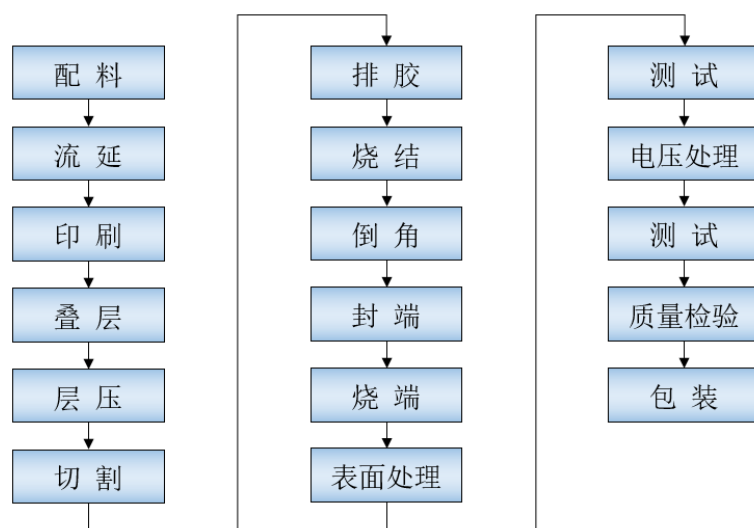 配 料
流 延
印 刷
叠 层
层 压
切 割
排 胶
烧 结
倒 角
封 端
烧 端
表面处理
测 试
电压处理
测 试
质量检验
包 装